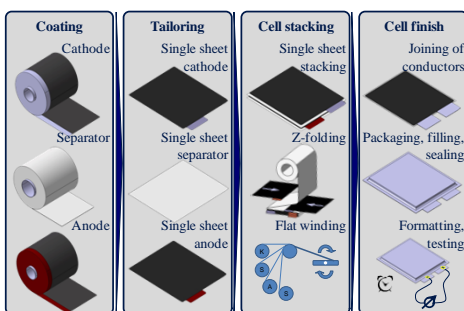 Coating
Cathode
Separator
Anode
Tailoring
Single sheet
cathode
Single sheet
separator
Single sheet
anode
Cell stacking
Single sheet
stacking
Z-folding
Flat winding
K
S
A
S
Cell finish
Joining of
conductors
Packaging, filling,
sealing
Formatting,
testing